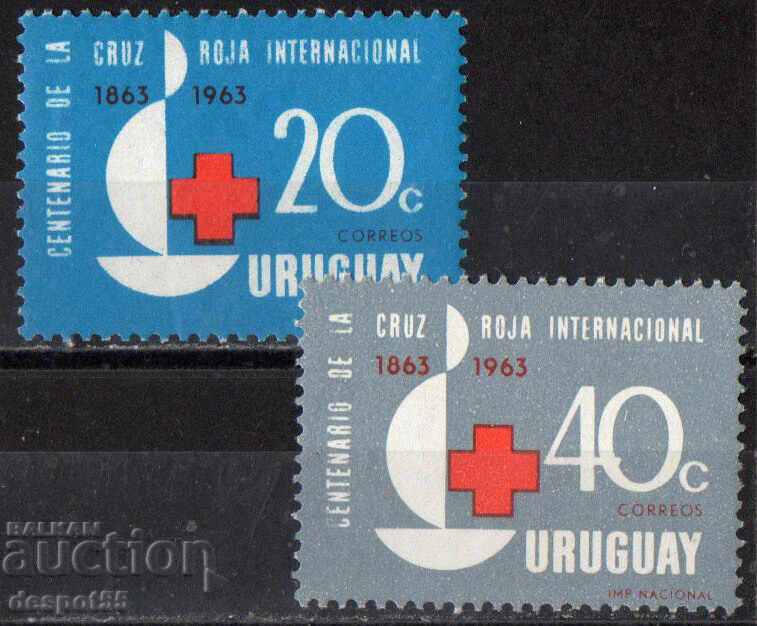 CENTENARIO DE LA
CRUZ ROJA INTERNACIONAL
1863 1963
20c
CORREOS
URUGUAY
CENTENARIO DE LA
CRUZ ROJA INTERNACIONAL
1863 1963
40c
CORREOS
URUGUAY
IMP NACIONAL
BALKAN
auction
despot55